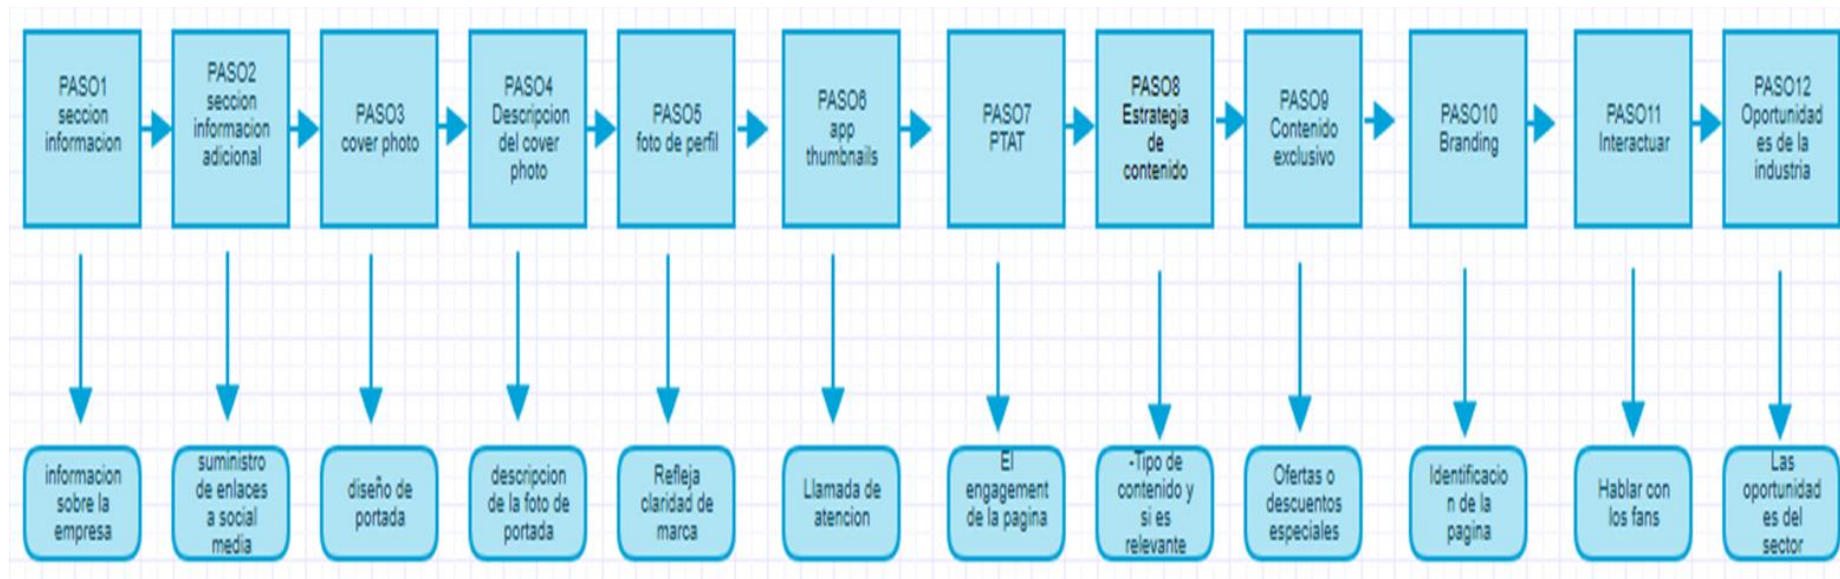 PASO1
seccion
informacion
PASO2
seccion
informacion
adicional
PASO3
cover photo
PASO4
Descripcion
del cover
photo
PASO5
foto de perfil
PASO6
app
thumbnails
PASO7
PTAT
PASO8
Estrategia
de
contenido
PASO9
Contenido
exclusivo
PASO10
Branding
PASO11
Interactuar
PASO12
Oportunidad
es de la
industria
informacion
sobre la
empresa
suministro
de enlaces
a social
media
diseño de
portada
descripcion
de la foto de
portada
Refleja
claridad de
marca
Llamada de
atencion
El
engagement
de la pagina
-Tipo de
contenido y
si es
relevante
Ofertas o
descuentos
especiales
Identificacio
n de la
pagina
Hablar con
los fans
Las
oportunidad
es del
sector